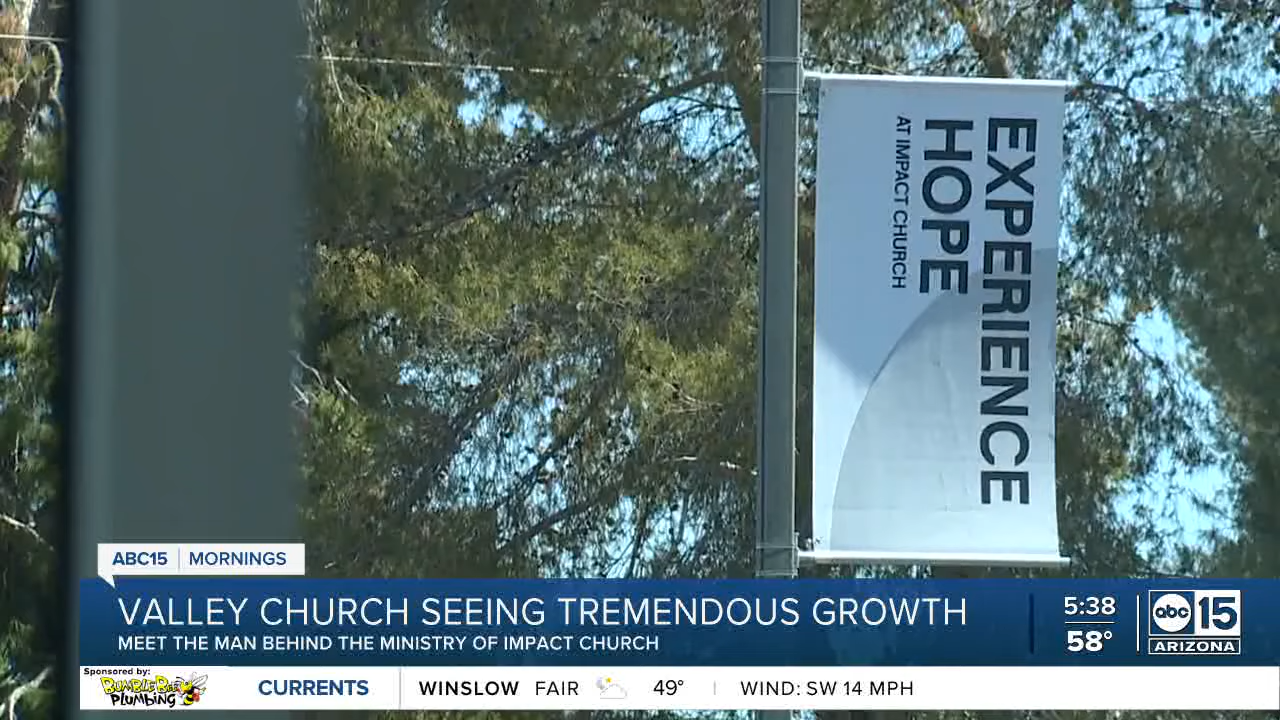 EXPERIENCE
HOPE
AT IMPACT CHURCH
ABC15 MORNINGS
VALLEY CHURCH SEEING TREMENDOUS GROWTH
MEET THE MAN BEHIND THE MINISTRY OF IMPACT CHURCH
5:38
58°
abc 15
ARIZONA
Sponsored by:
BUMBLE BEE
PLUMBING
CURRENTS
WINSLOW FAIR 49° WIND: SW 14 MPH